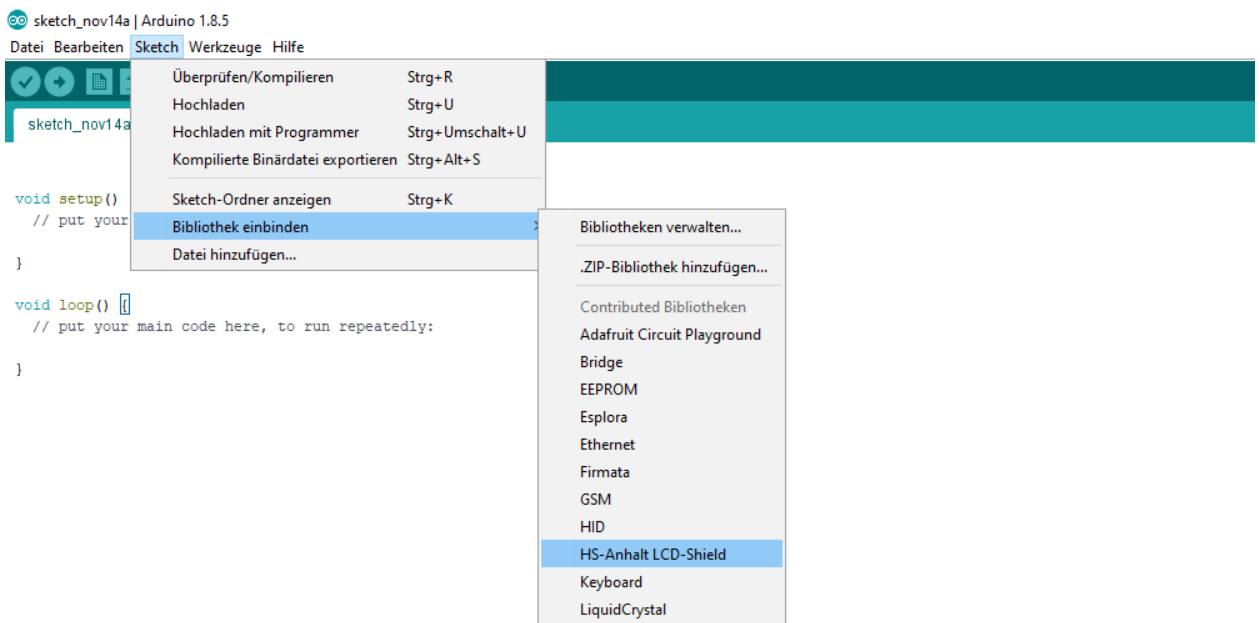 sketch_nov14a | Arduino 1.8.5
Datei Bearbeiten Sketch Werkzeuge Hilfe
Überprüfen/Kompilieren Strg+R
Hochladen Strg+U
Hochladen mit Programmer Strg+Umschalt+U
Kompilierte Binärdatei exportieren Strg+Alt+S
Sketch-Ordner anzeigen Strg+K
Bibliothek einbinden
Datei hinzufügen...
sketch_nov14a
void setup()
// put your
}
void loop() {
// put your main code here, to run repeatedly:
}
Bibliotheken verwalten...
.ZIP-Bibliothek hinzufügen...
Contributed Bibliotheken
Adafruit Circuit Playground
Bridge
EEPROM
Esplora
Ethernet
Firmata
GSM
HID
HS-Anhalt LCD-Shield
Keyboard
LiquidCrystal